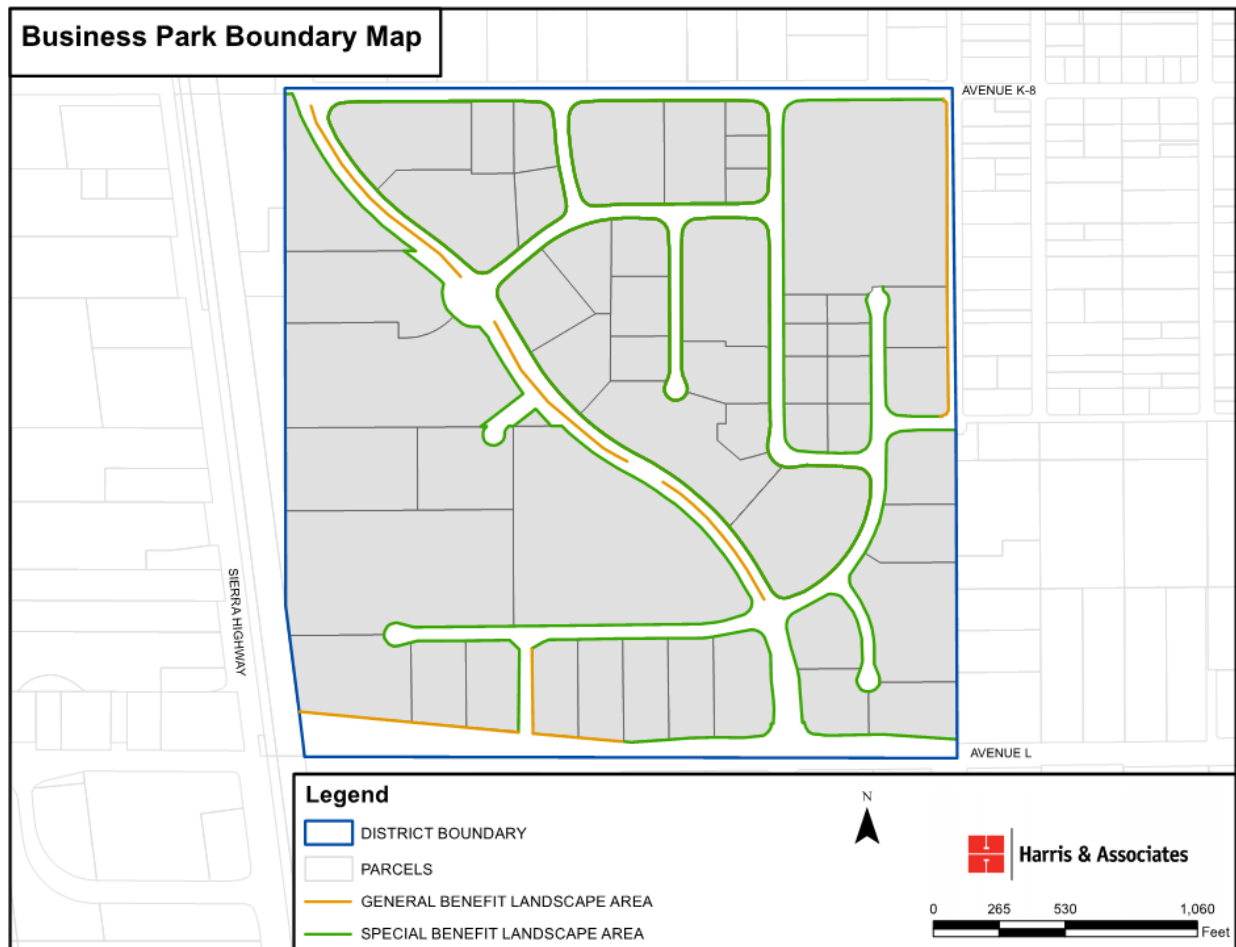 Business Park Boundary Map
AVENUE K-8
SIERRA HIGHWAY
AVENUE L
Legend
DISTRICT BOUNDARY
PARCELS
GENERAL BENEFIT LANDSCAPE AREA
SPECIAL BENEFIT LANDSCAPE AREA
N
Harris & Associates
0 265 530 1,060
Feet